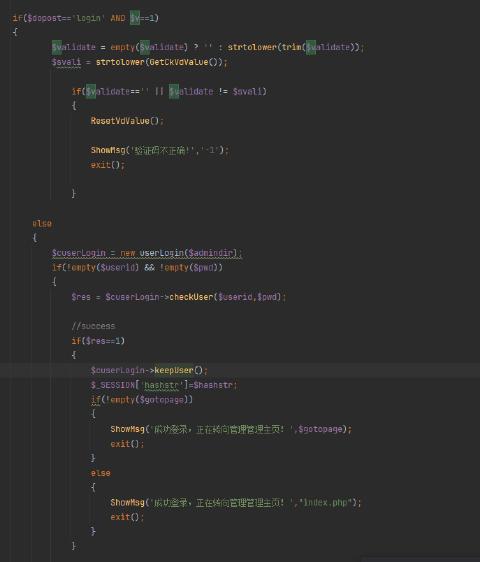 if($dopost=='login' AND $v==1)
{
$validate = empty($validate) ? '' : strtolower(trim($validate));
$svali = strtolower(GetCkVdValue());
if($validate=='' || $validate != $svali)
{
ResetVdValue();
ShowMsg('验证码不正确!','-1');
exit();
}
else
{
$cuserLogin = new userLogin($admindir);
if(!empty($userid) && !empty($pwd))
{
$res = $cuserLogin->checkUser($userid,$pwd);
//success
if($res==1)
{
$cuserLogin->keepUser();
$_SESSION['hashstr']=$hashstr;
if(!empty($gotopage))
{
ShowMsg('成功登录，正在转向管理管理主页！',$gotopage);
exit();
}
else
{
ShowMsg('成功登录，正在转向管理管理主页！',"index.php");
exit();
}
}